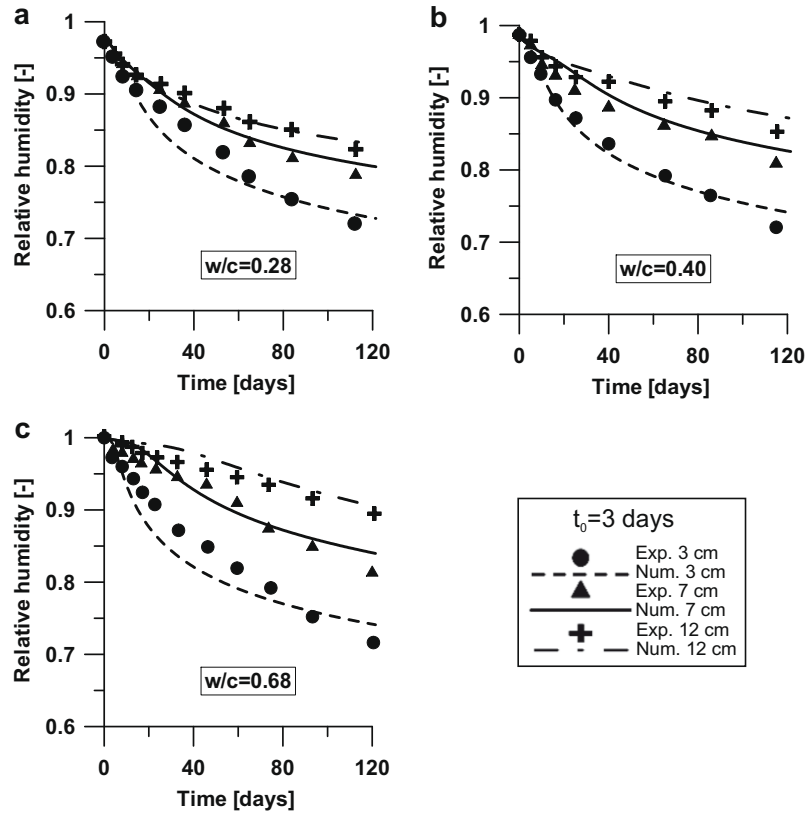 a
1
0.9
0.8
0.7
0.6
Relative humidity [-]
w/c=0.28
0
40
80
120
Time [days]
b
1
0.9
0.8
0.7
0.6
Relative humidity [-]
w/c=0.40
0
40
80
120
Time [days]
c
1
0.9
0.8
0.7
0.6
Relative humidity [-]
w/c=0.68
0
40
80
120
Time [days]
t₀=3 days
Exp. 3 cm
Num. 3 cm
Exp. 7 cm
Num. 7 cm
Exp. 12 cm
Num. 12 cm